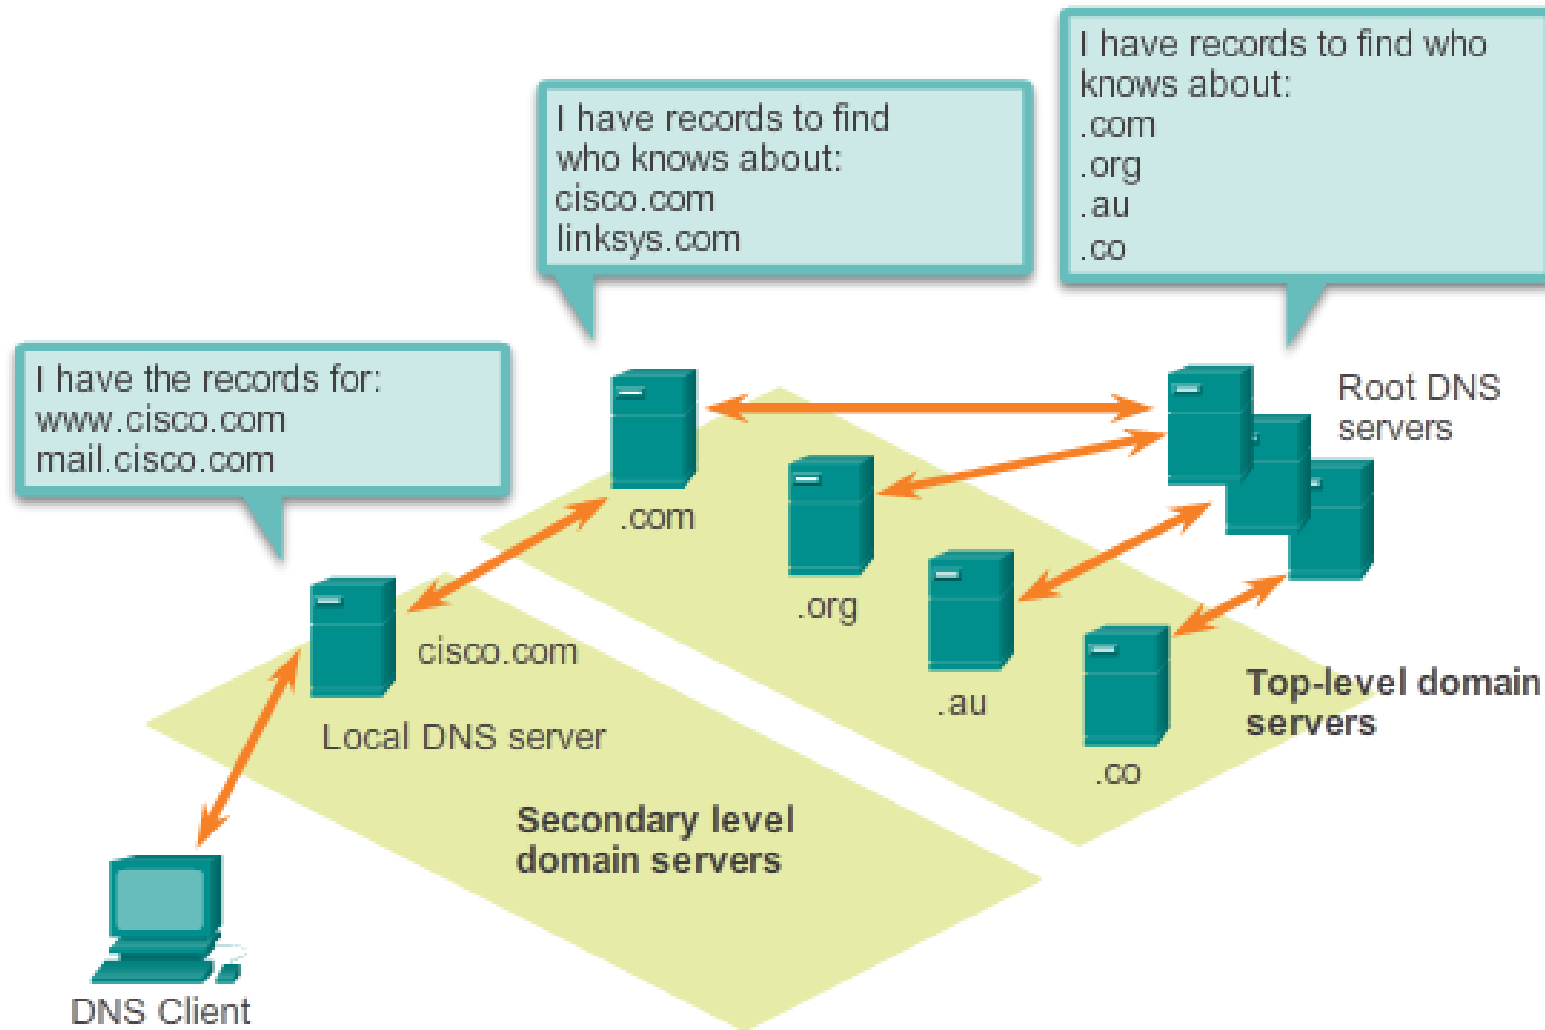 I have records to find who
knows about:
.com
.org
.au
.co
I have records to find
who knows about:
cisco.com
linksys.com
I have the records for:
www.cisco.com
mail.cisco.com
Root DNS
servers
.com
.org
.au
.co
Top-level domain
servers
cisco.com
Local DNS server
Secondary level
domain servers
DNS Client